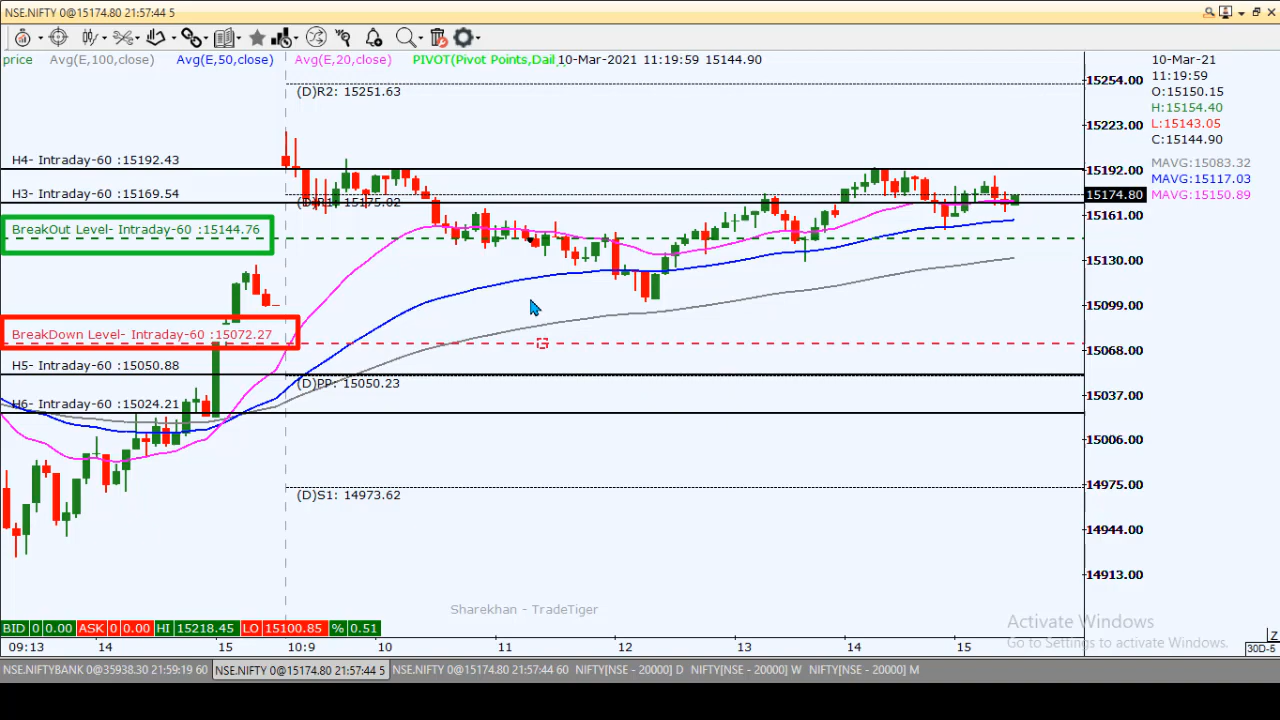 NSE.NIFTY 0@15174.80 21:57:44 5
price Avg(E,100,close) Avg(E,50,close) Avg(E,20,close) PIVOT(Pivot Points,Dail 10-Mar-2021 11:19:59 15144.90
10-Mar-21
11:19:59
O:15150.15
H:15154.40
L:15143.05
C:15144.90
MAVG:15083.32
MAVG:15117.03
MAVG:15150.89
15254.00
15223.00
15192.00
15174.80
15161.00
15130.00
15099.00
15068.00
15037.00
15006.00
14975.00
14944.00
14913.00
(D)R2: 15251.63
H4- Intraday-60 :15192.43
H3- Intraday-60 :15169.54
(D)R1: 15175.02
BreakOut Level- Intraday-60 :15144.76
BreakDown Level- Intraday-60 :15072.27
H5- Intraday-60 :15050.88
(D)PP: 15050.23
H6- Intraday-60 :15024.21
(D)S1: 14973.62
Sharekhan - TradeTiger
Activate Windows
Go to Settings to activate Windows.
BID 0 0.00 ASK 0 0.00 HI 15218.45 LO 15100.85 % 0.51
09:13 14 15 10:9 10 11 12 13 14 15
Z
30D-5
NSE.NIFTYBANK 0@35938.30 21:59:19 60 NSE.NIFTY 0@15174.80 21:57:44 5 NSE.NIFTY 0@15174.80 21:57:44 60 NIFTY[NSE - 20000] D NIFTY[NSE - 20000] W NIFTY[NSE - 20000] M